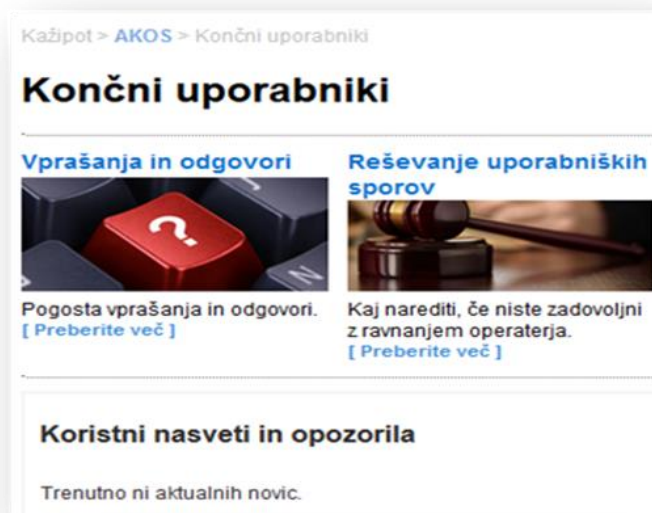 Kažipot > AKOS > Končni uporabniki
Končni uporabniki
Vprašanja in odgovori
?
Pogosta vprašanja in odgovori.
[ Preberite več ]
Reševanje uporabniških
sporov
Kaj narediti, če niste zadovoljni
z ravnanjem operaterja.
[ Preberite več ]
Koristni nasveti in opozorila
Trenutno ni aktualnih novic.